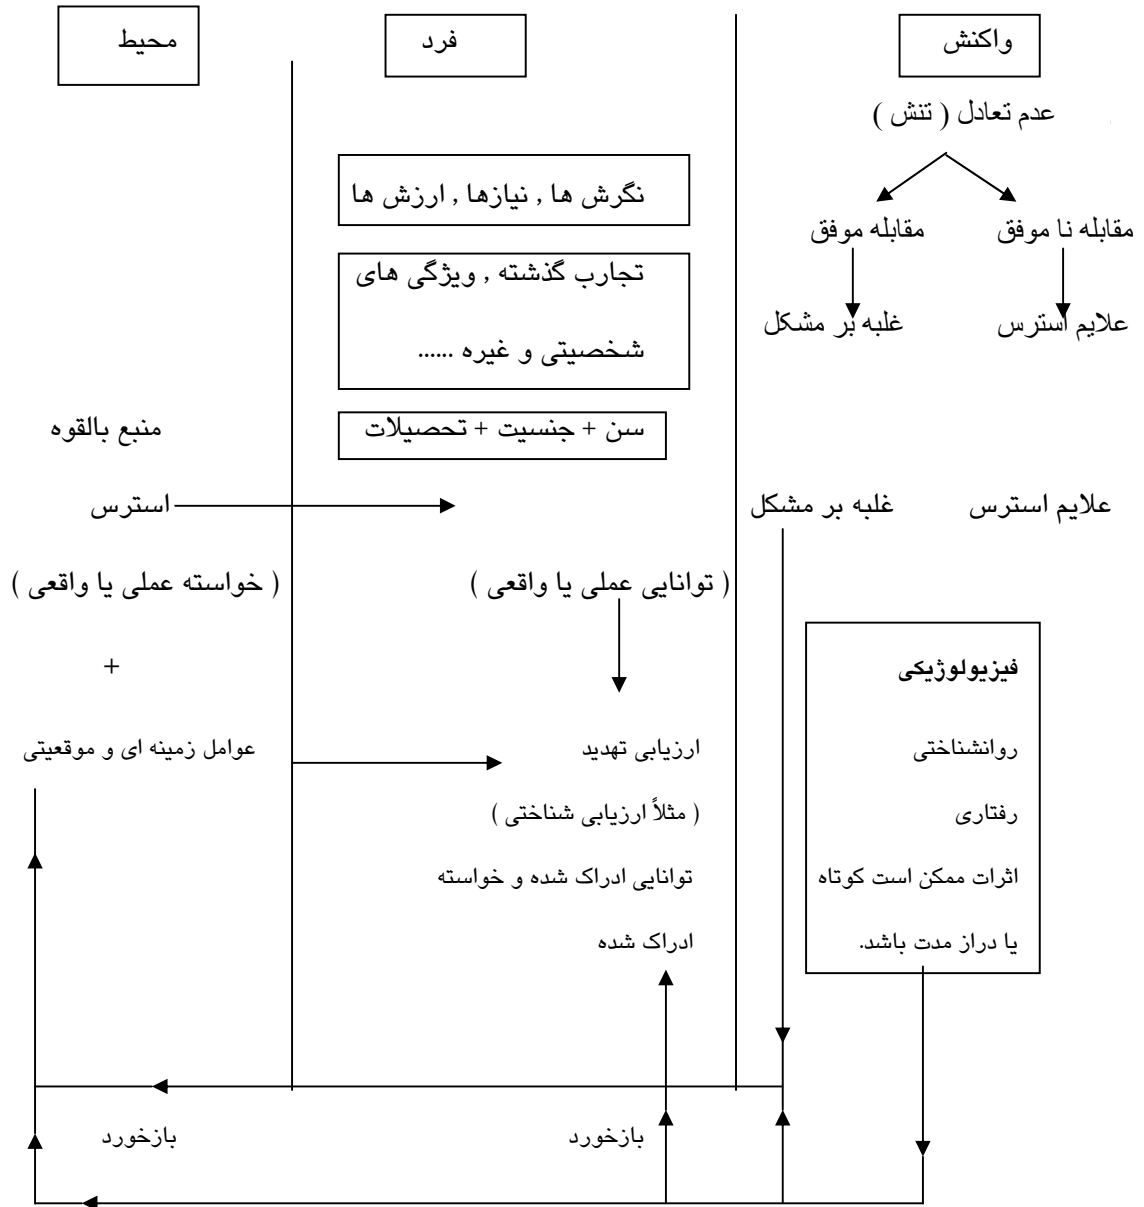 محیط
فرد
واکنش
عدم تعادل ( تنش )
نگرش ها , نیازها , ارزش ها
مقابله موفق
مقابله نا موفق
تجارب گذشته , ویژگی های
شخصیتی و غیره ......
غلبه بر مشکل
علایم استرس
منبع بالقوه
سن + جنسیت + تحصیلات
استرس
غلبه بر مشکل
علایم استرس
( خواسته عملی یا واقعی )
( توانایی عملی یا واقعی )
+
فیزیولوژیکی
عوامل زمینه ای و موقعیتی
ارزیابی تهدید
روانشناختی
( مثلاً ارزیابی شناختی )
رفتاری
توانایی ادراک شده و خواسته
اثرات ممکن است کوتاه
ادراک شده
یا دراز مدت باشد.
بازخورد
بازخورد